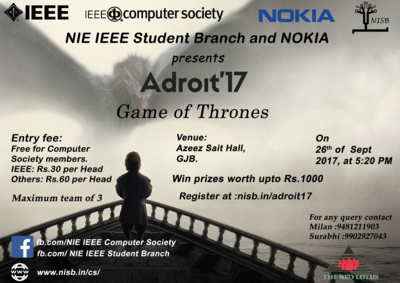 IEEE
IEEE computer society
NOKIA
NISB
NIE IEEE Student Branch and NOKIA
presents
Adroit'17
Game of Thrones
Entry fee:
Free for Computer
Society members.
IEEE: Rs.30 per Head
Others: Rs.60 per Head
Maximum team of 3
Venue:
Azeez Sait Hall,
GJB.
On
26th of Sept
2017, at 5:20 PM
Win prizes worth upto Rs.1000
Register at :nisb.in/adroit17
For any query contact
Milan :9481211903
Surabhi :9902927043
fb.com/NIE IEEE Computer Society
fb.com/ NIE IEEE Student Branch
www.nisb.in/cs/
THE RED LOTUS